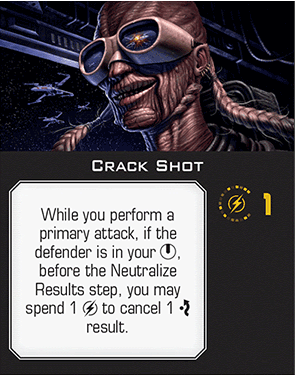 CRACK SHOT
1
While you perform a
primary attack, if the
defender is in your ,
before the Neutralize
Results step, you may
spend 1 to cancel 1
result.